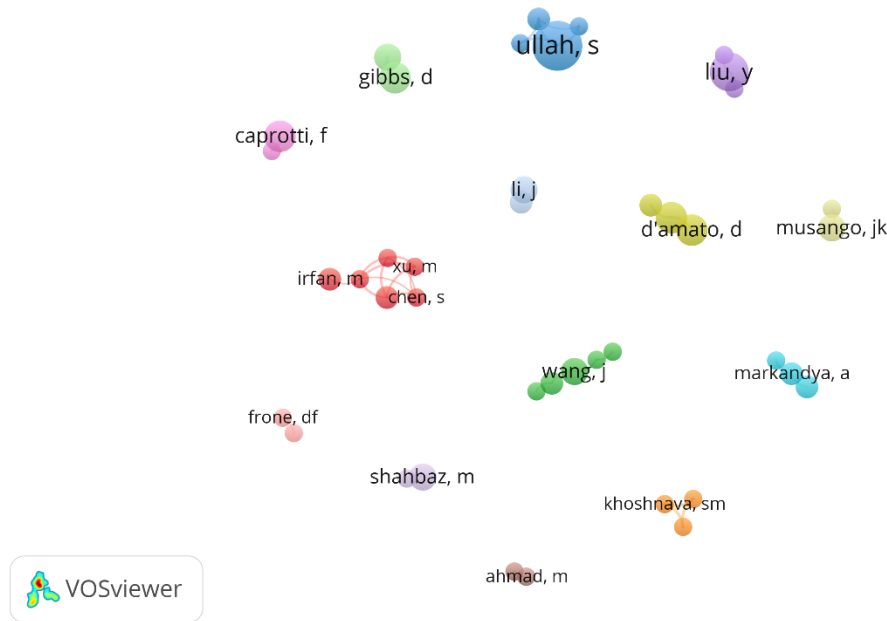 ullah, s
liu, y
gibbs, d
caprotti, f
li, j
d'amato, d
musango, jk
xu, m
irfan, m
chen, s
wang, j
markandya, a
frone, df
shahbaz, m
khoshnava, sm
ahmad, m
VOSviewer